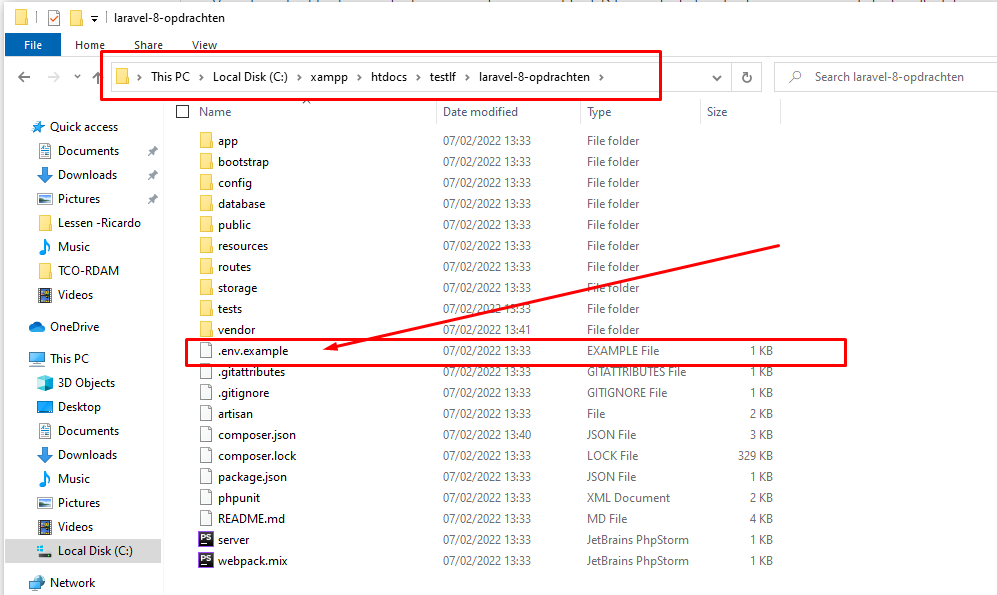 laravel-8-opdrachten
File Home Share View
This PC Local Disk (C:) xampp htdocs testlf laravel-8-opdrachten Search laravel-8-opdrachten
Name Date modified Type Size
Quick access
Documents
Downloads
Pictures
Lessen -Ricardo
Music
TCO-RDAM
Videos
OneDrive
This PC
3D Objects
Desktop
Documents
Downloads
Music
Pictures
Videos
Local Disk (C:)
Network
app 07/02/2022 13:33 File folder
bootstrap 07/02/2022 13:33 File folder
config 07/02/2022 13:33 File folder
database 07/02/2022 13:33 File folder
public 07/02/2022 13:33 File folder
resources 07/02/2022 13:33 File folder
routes 07/02/2022 13:33 File folder
storage 07/02/2022 13:33 File folder
tests 07/02/2022 13:33 File folder
vendor 07/02/2022 13:41 File folder
.env.example 07/02/2022 13:33 EXAMPLE File 1 KB
.gitattributes 07/02/2022 13:33 GITATTRIBUTES File 1 KB
.gitignore 07/02/2022 13:33 GITIGNORE File 1 KB
artisan 07/02/2022 13:33 File 2 KB
composer.json 07/02/2022 13:40 JSON File 3 KB
composer.lock 07/02/2022 13:33 LOCK File 329 KB
package.json 07/02/2022 13:33 JSON File 1 KB
phpunit 07/02/2022 13:33 XML Document 2 KB
README.md 07/02/2022 13:33 MD File 4 KB
server 07/02/2022 13:33 JetBrains PhpStorm 1 KB
webpack.mix 07/02/2022 13:33 JetBrains PhpStorm 1 KB